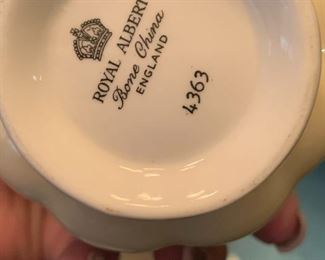 ROYAL ALBERT
Bone China
ENGLAND
4363